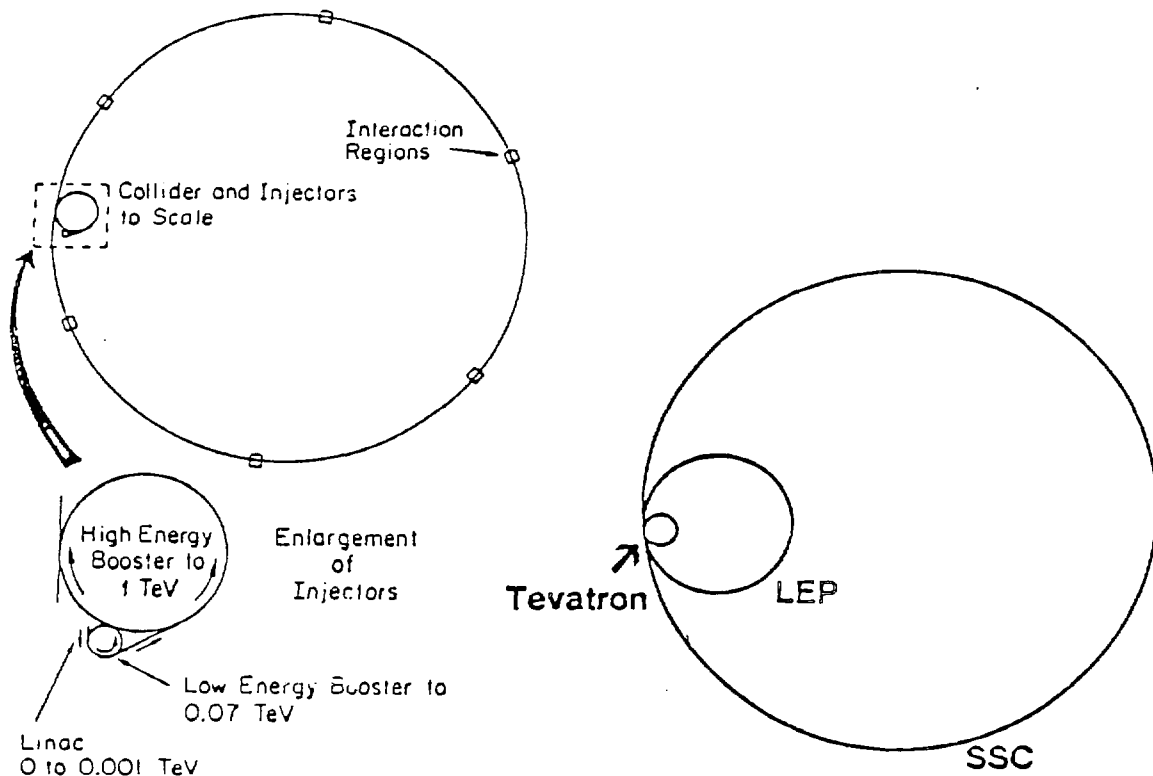 Interaction
Regions
Collider and Injectors
to Scale
High Energy
Booster to
1 TeV
Enlargement
of
Injectors
Low Energy Booster to
0.07 TeV
Linac
0 to 0.001 TeV
Tevatron
LEP
SSC